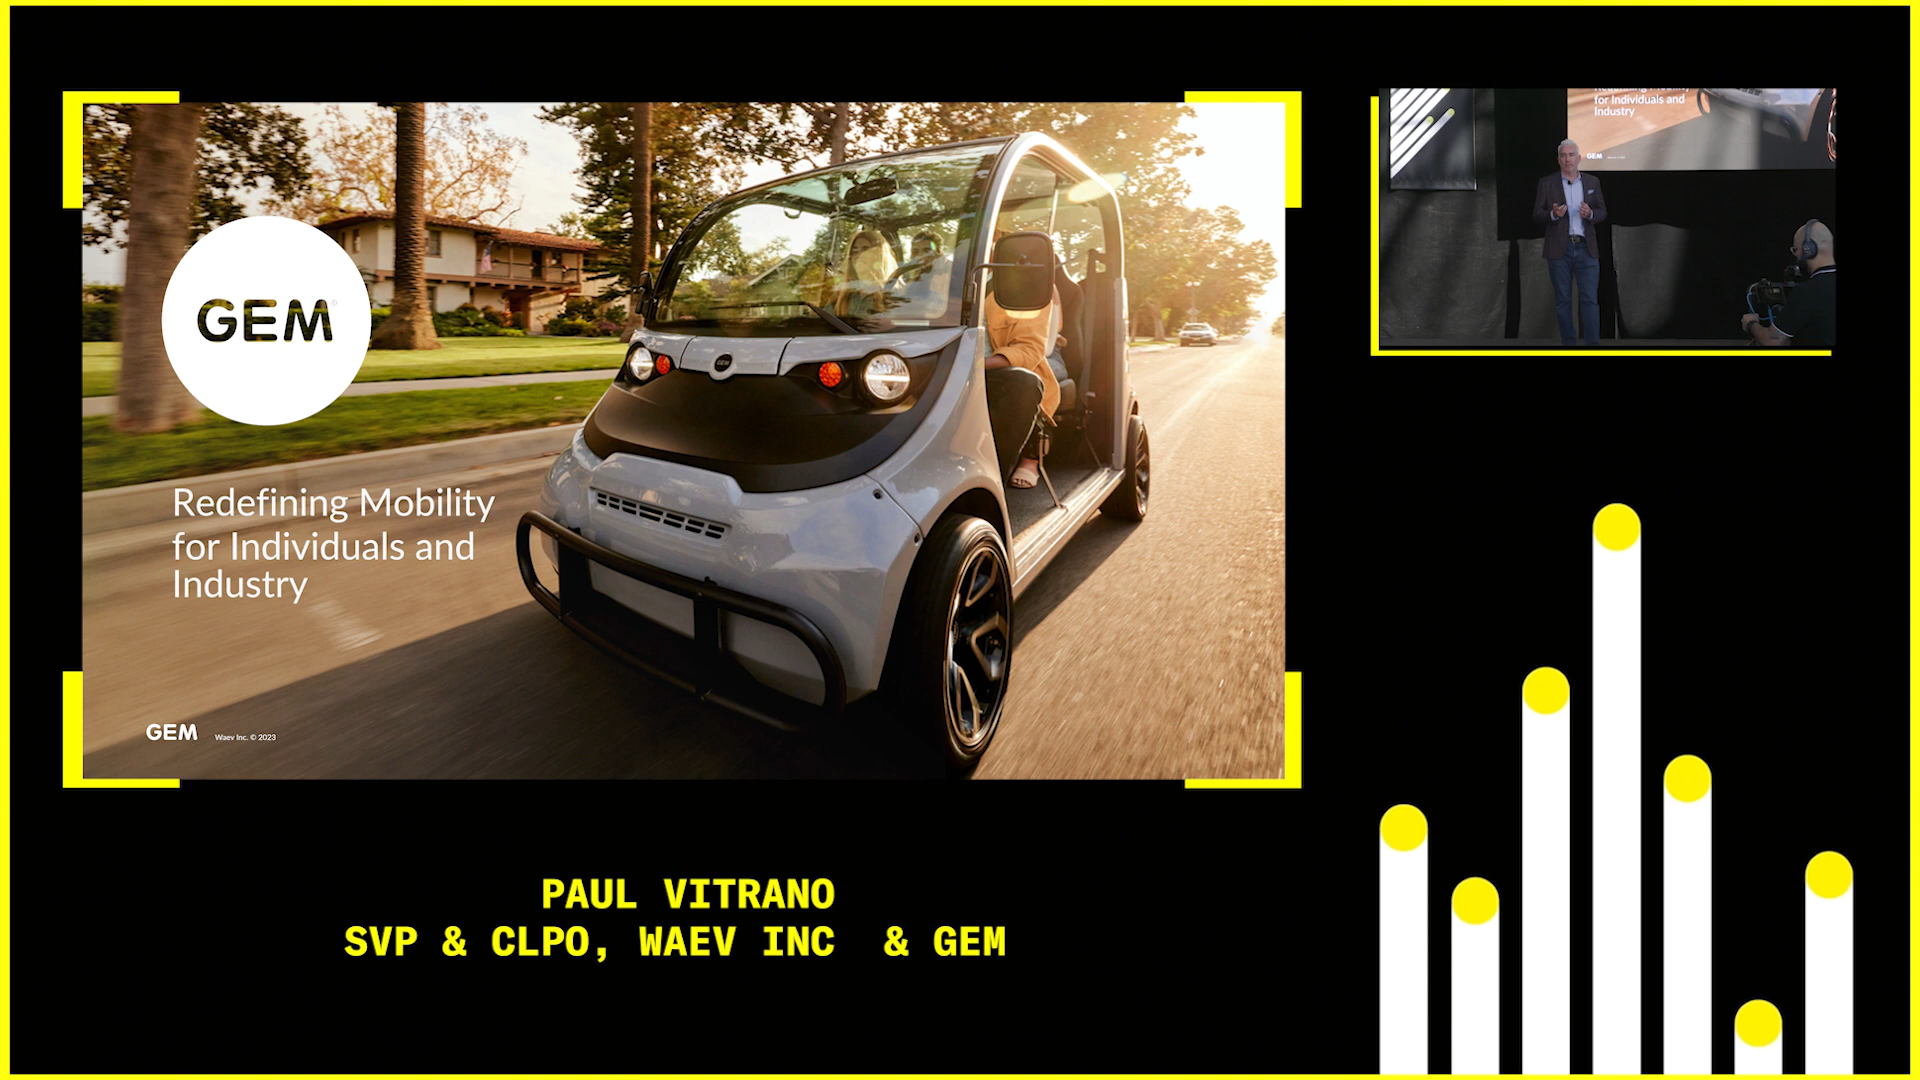 GEM
Redefining Mobility
for Individuals and
Industry
GEM Waev Inc. © 2023
for Individuals and
Industry
GEM
PAUL VITRANO
SVP & CLPO, WAEV INC & GEM